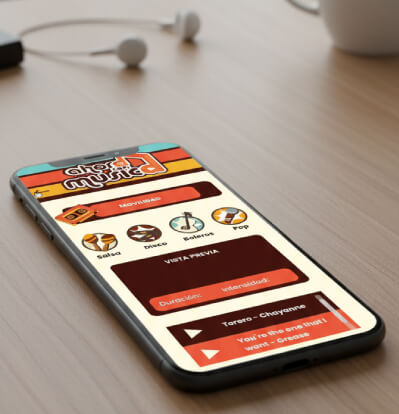 ahora
música
MOVILIDAD
Salsa
Disco
Boleros
Pop
VISTA PREVIA
Duración:
Intensidad:
Torero - Chayanne
You're the one that I
want - Grease